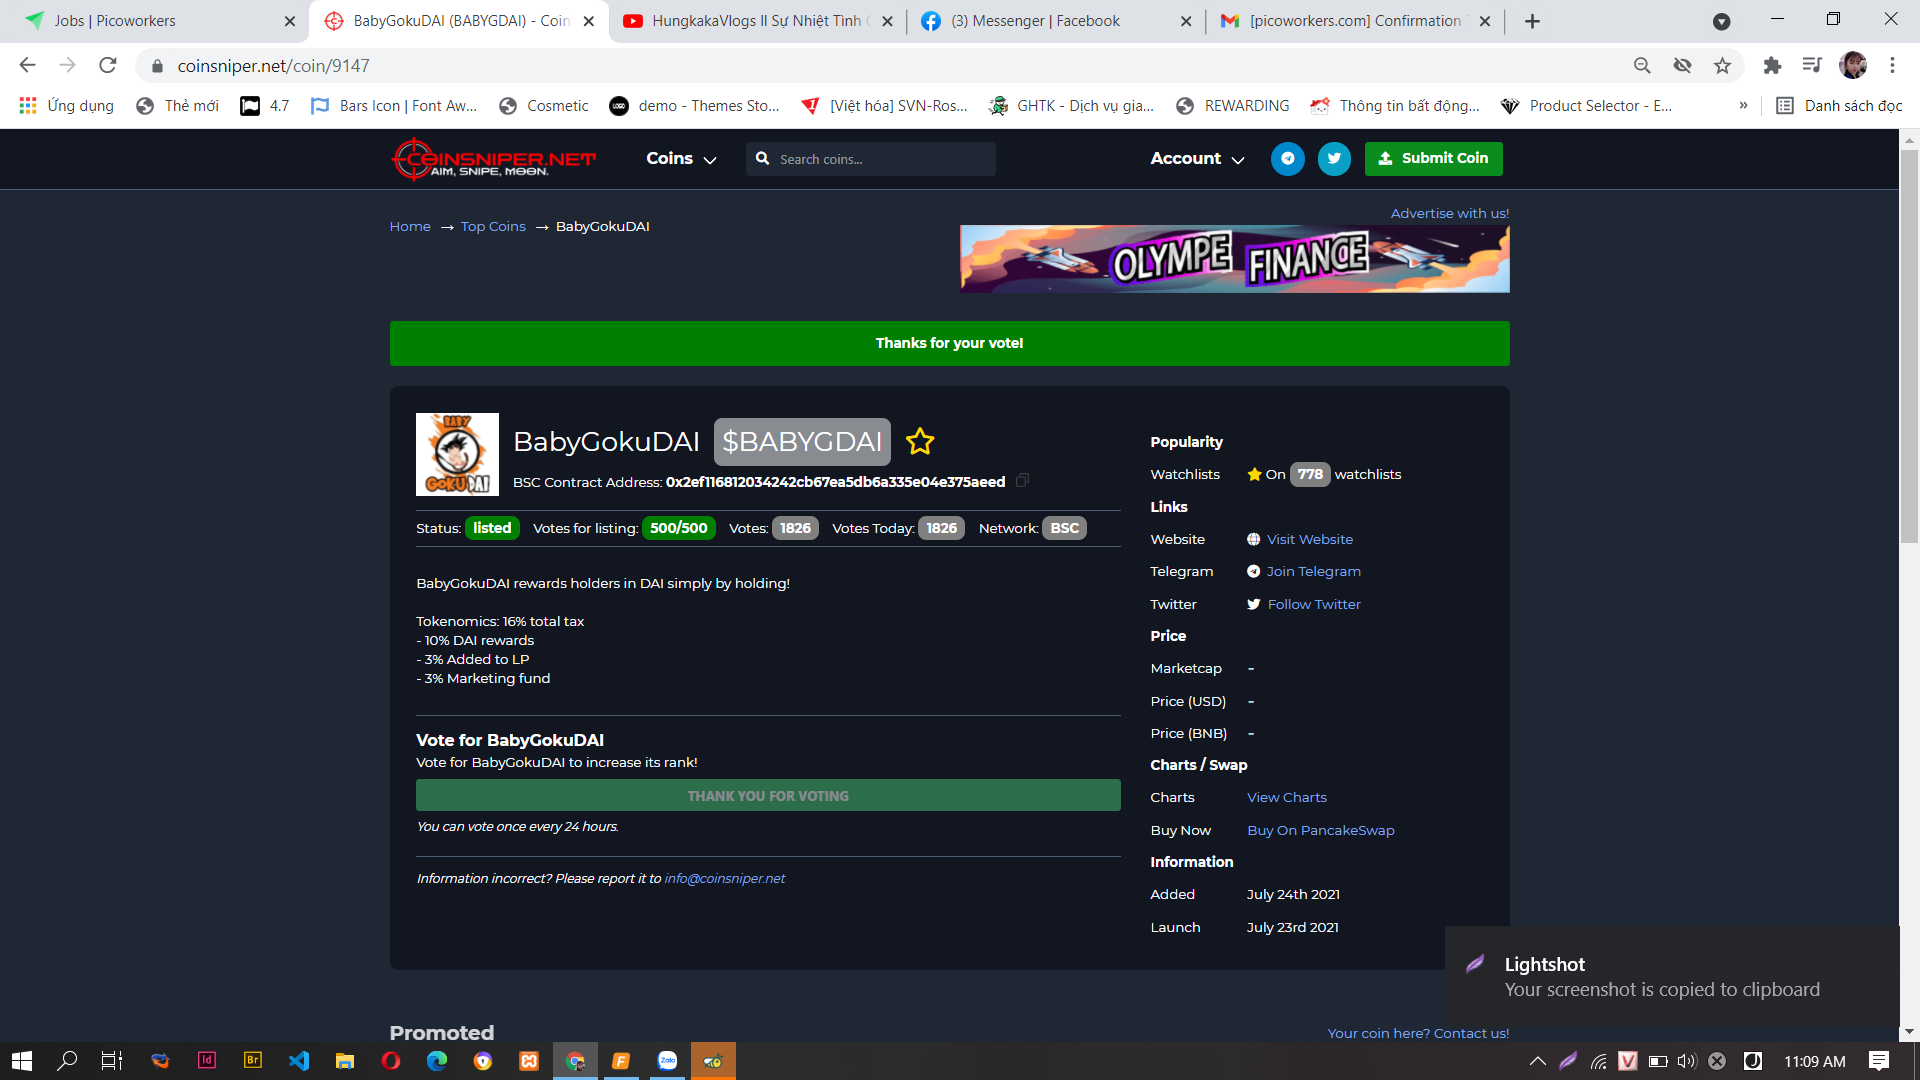 Jobs | Picoworkers
BabyGokuDAI (BABYGDAI) - Coin
HungkakaVlogs II Sự Nhiệt Tình
(3) Messenger | Facebook
[picoworkers.com] Confirmation
coinsniper.net/coin/9147
Ứng dụng
Thẻ mới
4.7
Bars Icon | Font Aw...
Cosmetic
demo - Themes Sto...
[Việt hóa] SVN-Ros...
GHTK - Dịch vụ gia...
REWARDING
Thông tin bất động...
Product Selector - E...
»
Danh sách đọc
COINSNIPER.NET
AIM, SNIPE, MOON.
Coins
Search coins...
Account
Submit Coin
Home → Top Coins → BabyGokuDAI
Advertise with us!
OLYMPE FINANCE
Thanks for your vote!
BABY
GOKUDAI
BabyGokuDAI $BABYGDAI
BSC Contract Address: 0x2ef116812034242cb67ea5db6a335e04e375aeed
Status: listed Votes for listing: 500/500 Votes: 1826 Votes Today: 1826 Network: BSC
BabyGokuDAI rewards holders in DAI simply by holding!
Tokenomics: 16% total tax
- 10% DAI rewards
- 3% Added to LP
- 3% Marketing fund
Vote for BabyGokuDAI
Vote for BabyGokuDAI to increase its rank!
THANK YOU FOR VOTING
You can vote once every 24 hours.
Information incorrect? Please report it to info@coinsniper.net
Popularity
Watchlists On 778 watchlists
Links
Website Visit Website
Telegram Join Telegram
Twitter Follow Twitter
Price
Marketcap -
Price (USD) -
Price (BNB) -
Charts / Swap
Charts View Charts
Buy Now Buy On PancakeSwap
Information
Added July 24th 2021
Launch July 23rd 2021
Lightshot
Your screenshot is copied to clipboard
Promoted
Your coin here? Contact us!
Id
Br
Zalo
11:09 AM